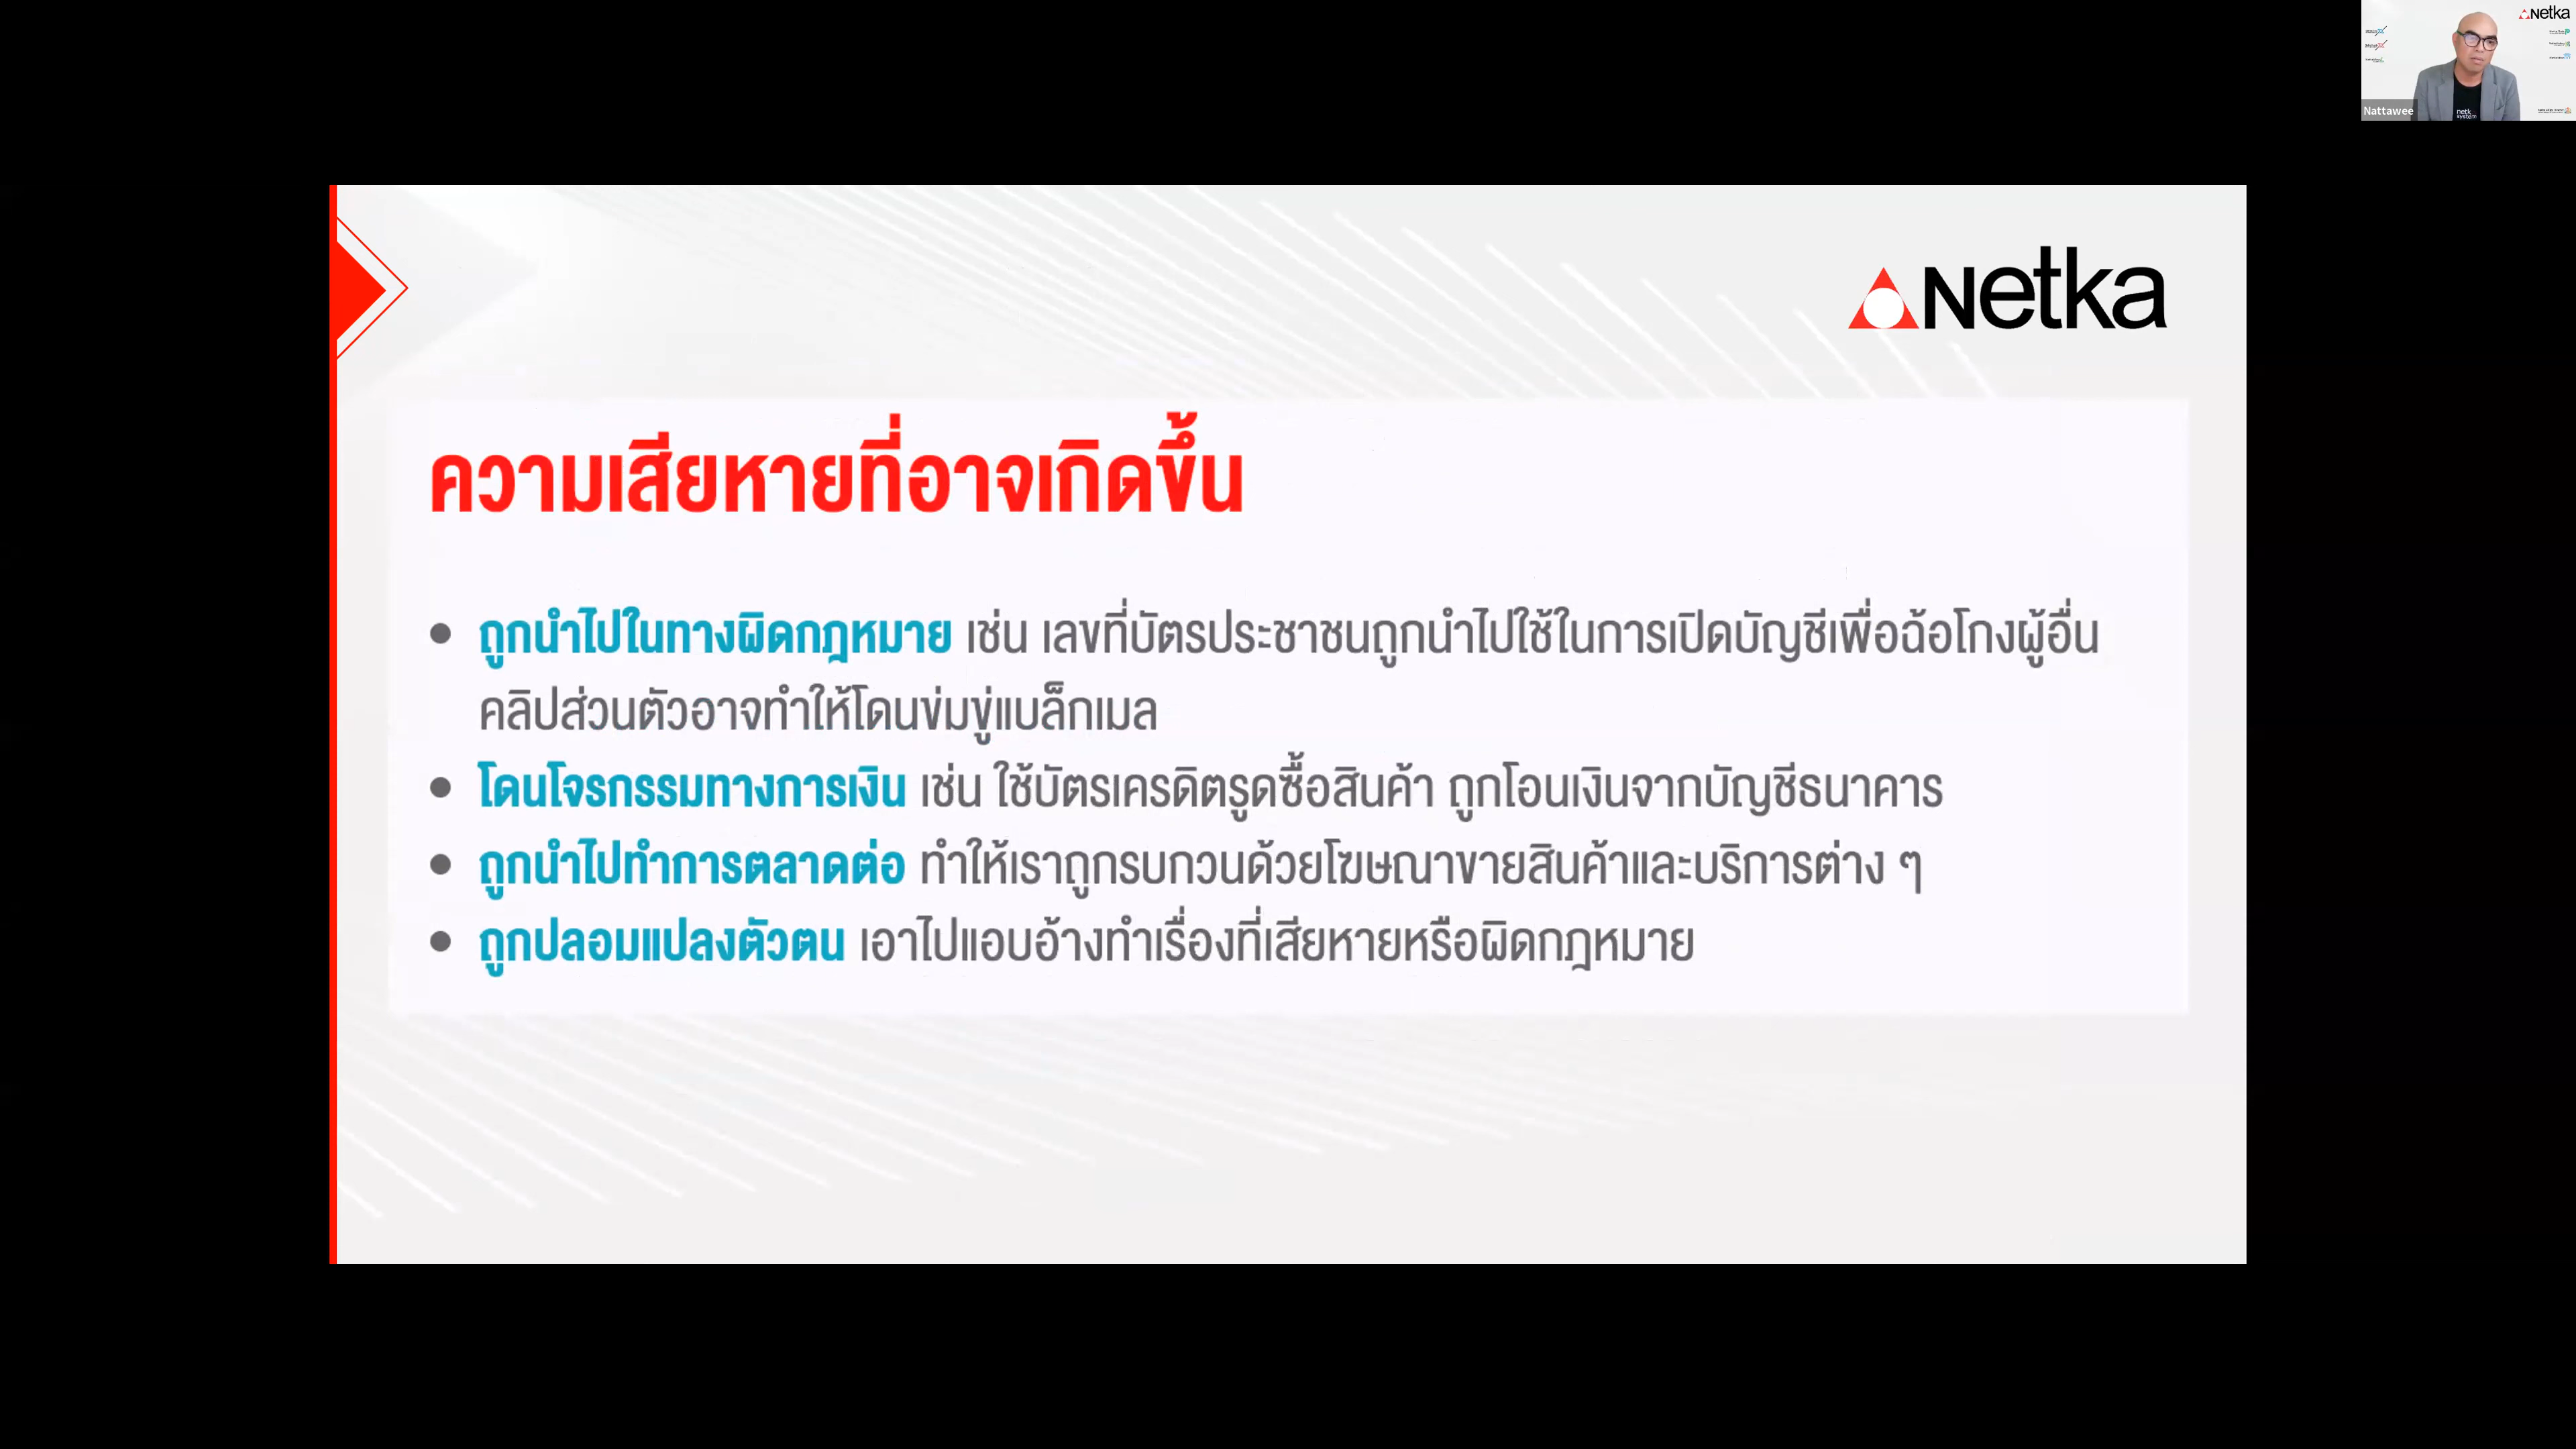 Netka
Nattawee
Netka
ความเสียหายที่อาจเกิดขึ้น
• ถูกนำไปในทางผิดกฎหมาย เช่น เลขที่บัตรประชาชนถูกนำไปใช้ในการเปิดบัญชีเพื่อฉ้อโกงผู้อื่น
คลิปส่วนตัวอาจทำให้โดนข่มขู่แบล็กเมล
• โดนโจรกรรมทางการเงิน เช่น ใช้บัตรเครดิตรูดซื้อสินค้า ถูกโอนเงินจากบัญชีธนาคาร
• ถูกนำไปทำการตลาดต่อ ทำให้เราถูกรบกวนด้วยโฆษณาขายสินค้าและบริการต่าง ๆ
• ถูกปลอมแปลงตัวตน เอาไปแอบอ้างทำเรื่องที่เสียหายหรือผิดกฎหมาย